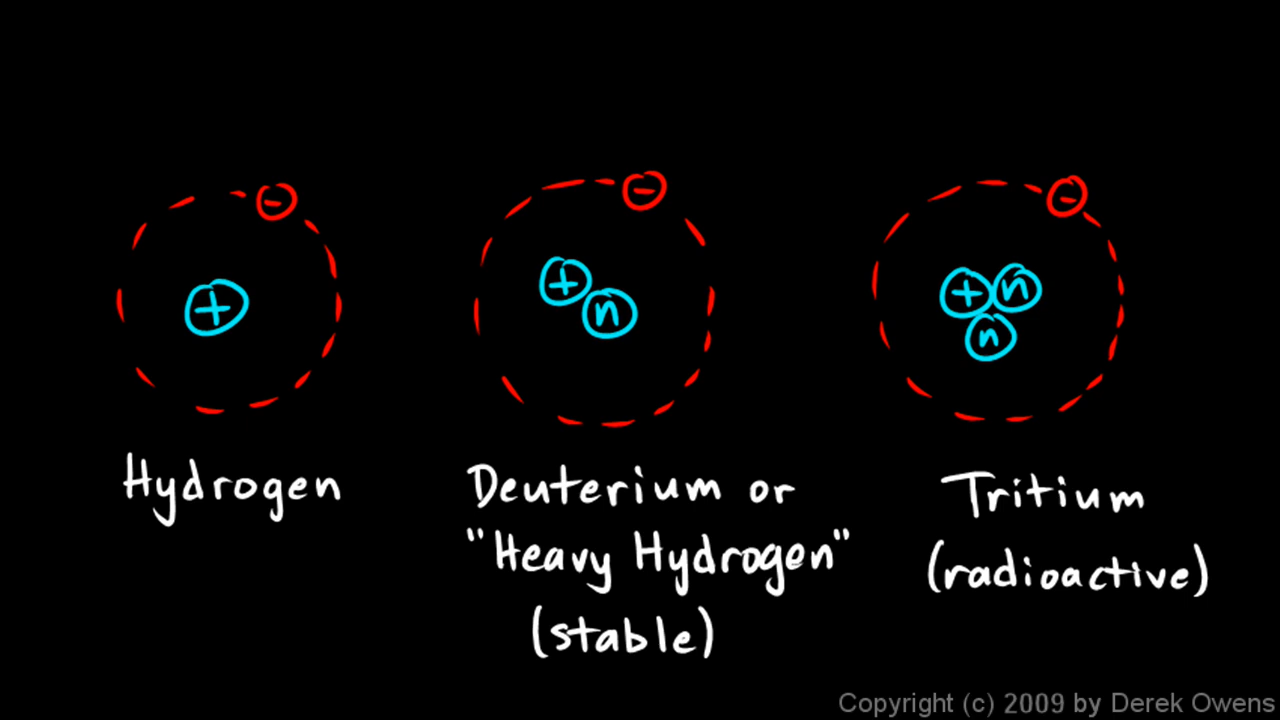 -
-
-
+
+
n
+
n
n
Hydrogen
Deuterium or
"Heavy Hydrogen"
(stable)
Tritium
(radioactive)
Copyright (c) 2009 by Derek Owens